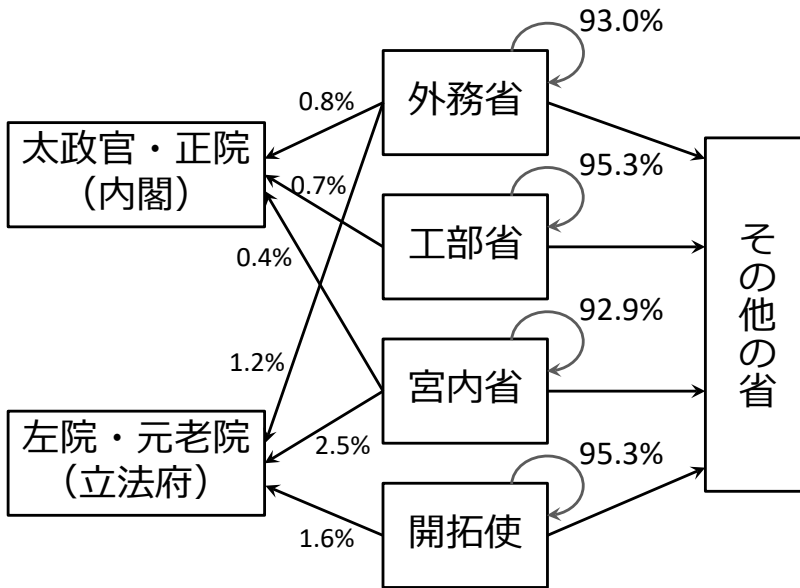 93.0%
外務省
0.8%
太政官・正院
（内閣）
95.3%
0.7%
工部省
その他の省
0.4%
92.9%
宮内省
1.2%
左院・元老院
（立法府）
2.5%
95.3%
開拓使
1.6%